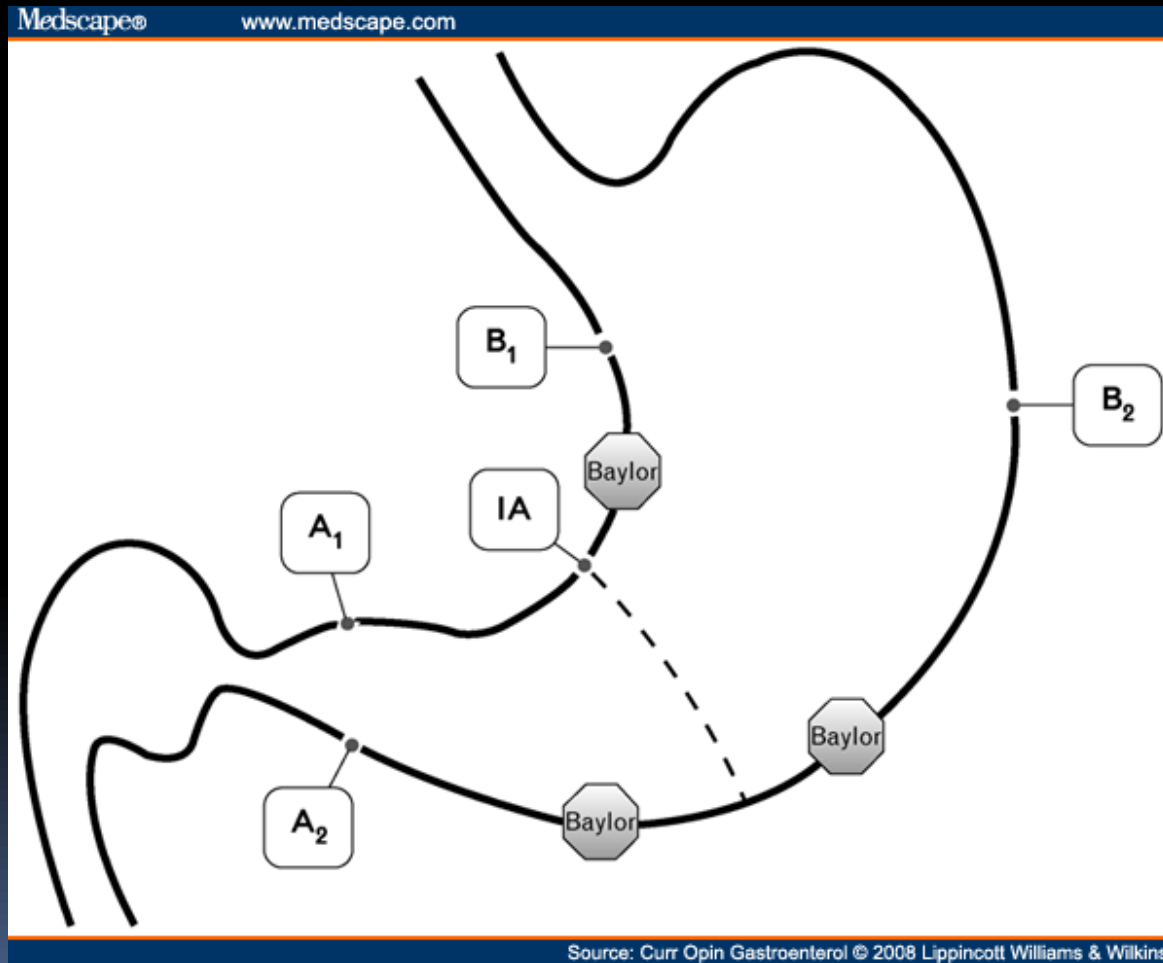 Medscape® www.medscape.com
B₁
B₂
Baylor
IA
A₁
Baylor
A₂
Baylor
Source: Curr Opin Gastroenterol © 2008 Lippincott Williams & Wilkins